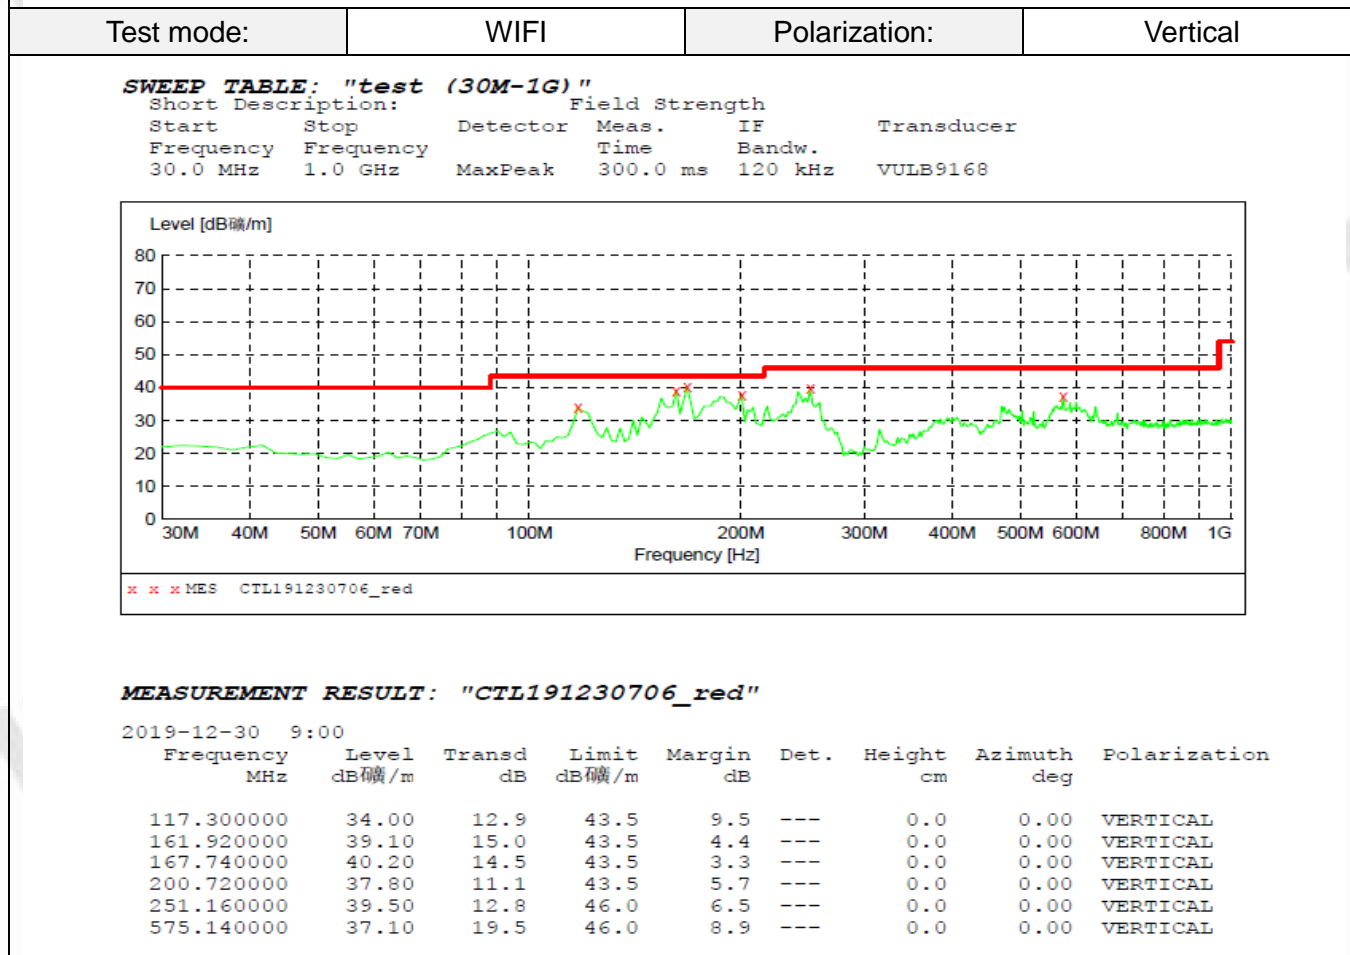 Test mode: WIFI Polarization: Vertical
SWEEP TABLE: "test (30M-1G)"
Short Description: Field Strength
Start Stop Detector Meas. IF Transducer
Frequency Frequency Time Bandw.
30.0 MHz 1.0 GHz MaxPeak 300.0 ms 120 kHz VULB9168
Level [dB礦/m]
80
70
60
50
40
30
20
10
0
30M 40M 50M 60M 70M 100M 200M 300M 400M 500M 600M 800M 1G
Frequency [Hz]
x x x MES CTL191230706_red
MEASUREMENT RESULT: "CTL191230706_red"
2019-12-30 9:00
Frequency Level Transd Limit Margin Det. Height Azimuth Polarization
MHz dB礦/m dB dB礦/m dB cm deg
117.300000 34.00 12.9 43.5 9.5 --- 0.0 0.00 VERTICAL
161.920000 39.10 15.0 43.5 4.4 --- 0.0 0.00 VERTICAL
167.740000 40.20 14.5 43.5 3.3 --- 0.0 0.00 VERTICAL
200.720000 37.80 11.1 43.5 5.7 --- 0.0 0.00 VERTICAL
251.160000 39.50 12.8 46.0 6.5 --- 0.0 0.00 VERTICAL
575.140000 37.10 19.5 46.0 8.9 --- 0.0 0.00 VERTICAL